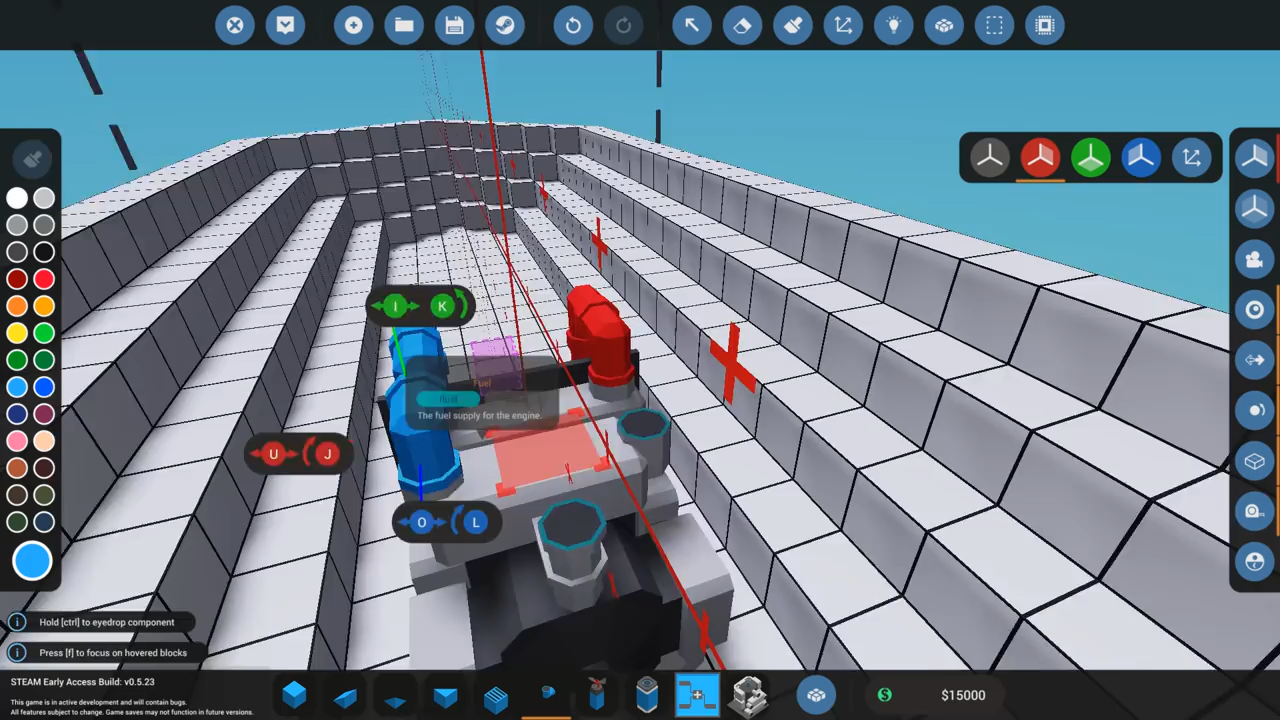 I K
Fuel
fluid
The fuel supply for the engine.
U J
O L
Hold [ctrl] to eyedrop component
Press [f] to focus on hovered blocks
STEAM Early Access Build: v0.5.23
This game is in active development and will contain bugs.
All features subject to change. Game saves may not function in future versions.
$ $15000